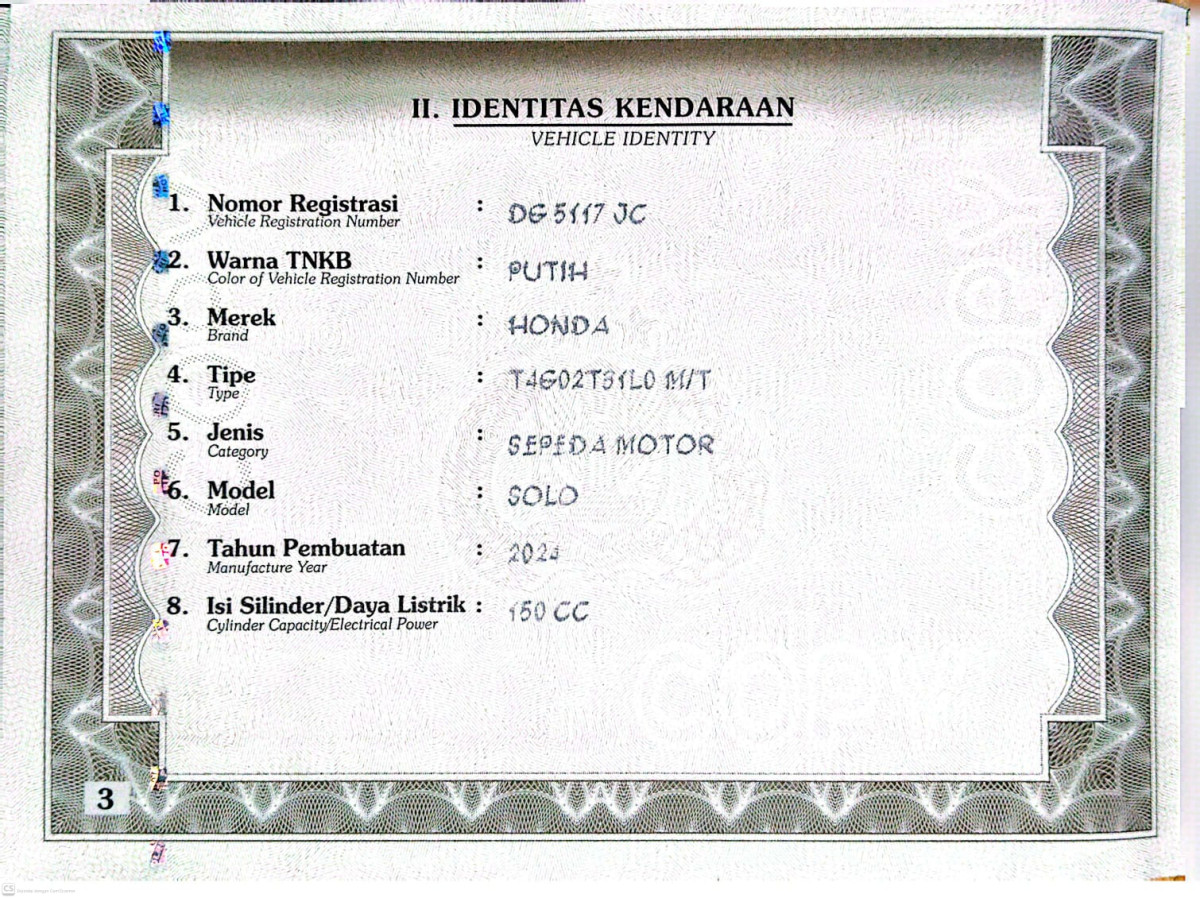 II. IDENTITAS KENDARAAN
VEHICLE IDENTITY
1. Nomor Registrasi : DG 5117 JC
Vehicle Registration Number
2. Warna TNKB : PUTIH
Color of Vehicle Registration Number
3. Merek : HONDA
Brand
4. Tipe : T4G02T31L0 M/T
Type
5. Jenis : SEPEDA MOTOR
Category
6. Model : SOLO
Model
7. Tahun Pembuatan :
Manufacture Year
8. Isi Silinder/Daya Listrik : 150 CC
Cylinder Capacity/Electrical Power
copy
copy
3
CS